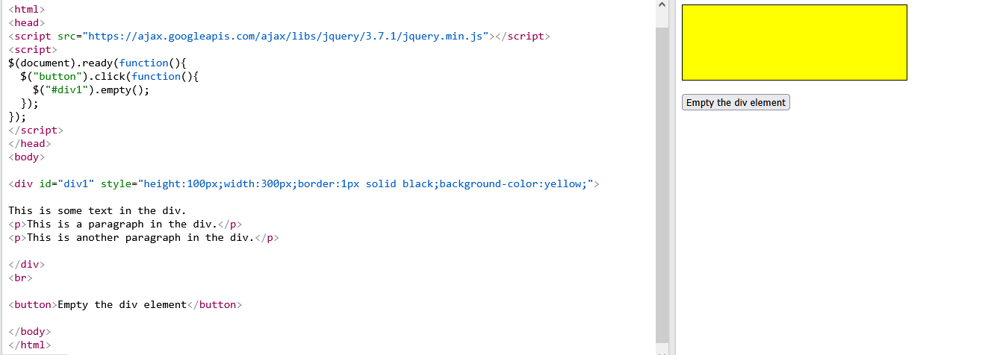 <html>
<head>
<script src="https://ajax.googleapis.com/ajax/libs/jquery/3.7.1/jquery.min.js"></script>
<script>
$(document).ready(function(){
  $("button").click(function(){
    $("#div1").empty();
  });
});
</script>
</head>
<body>
<div id="div1" style="height:100px;width:300px;border:1px solid black;background-color:yellow;">
This is some text in the div.
<p>This is a paragraph in the div.</p>
<p>This is another paragraph in the div.</p>
</div>
<br>
<button>Empty the div element</button>
</body>
</html>
Empty the div element